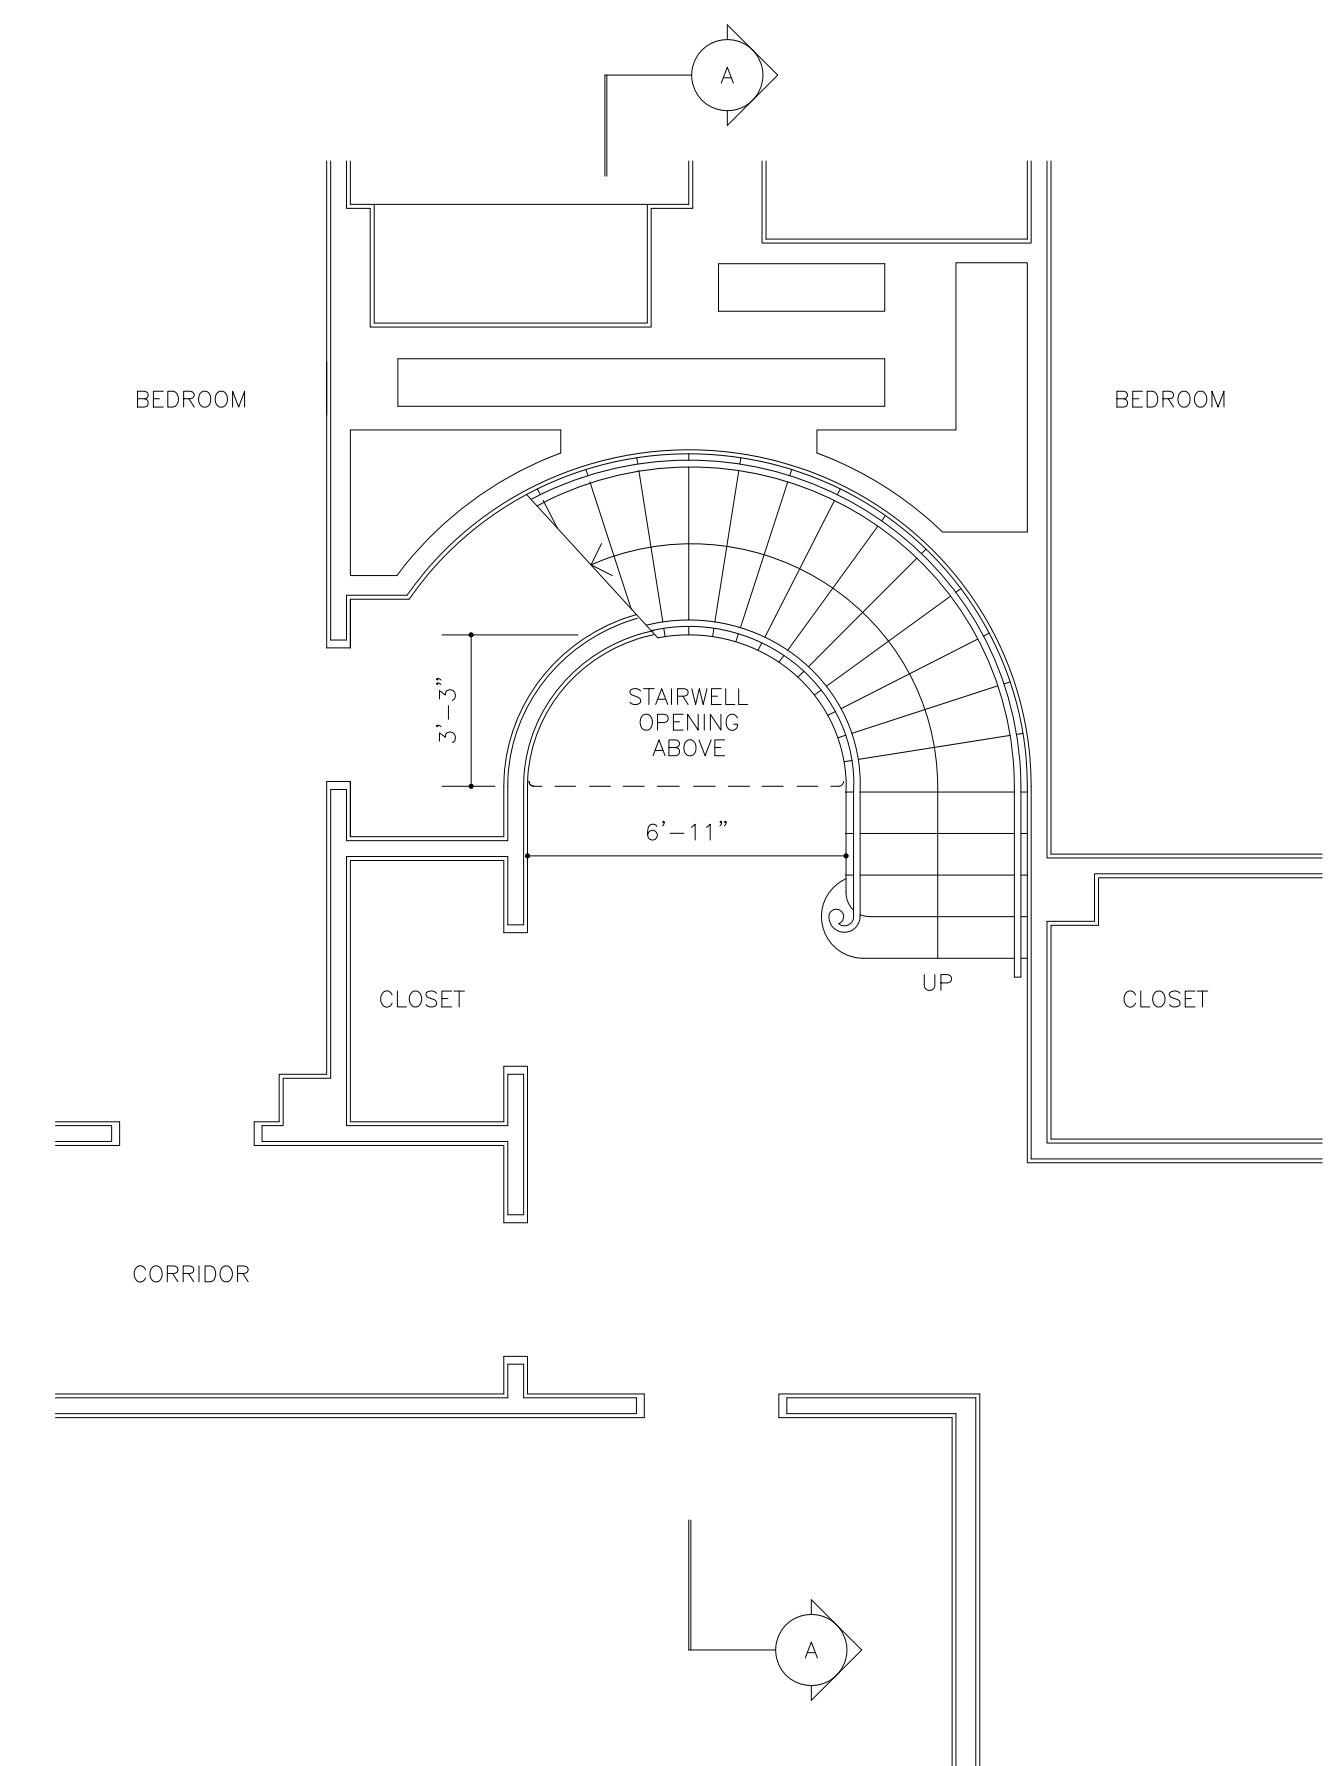 A
BEDROOM
BEDROOM
3'-3"
STAIRWELL
OPENING
ABOVE
6'-11"
UP
CLOSET
CLOSET
CORRIDOR
A